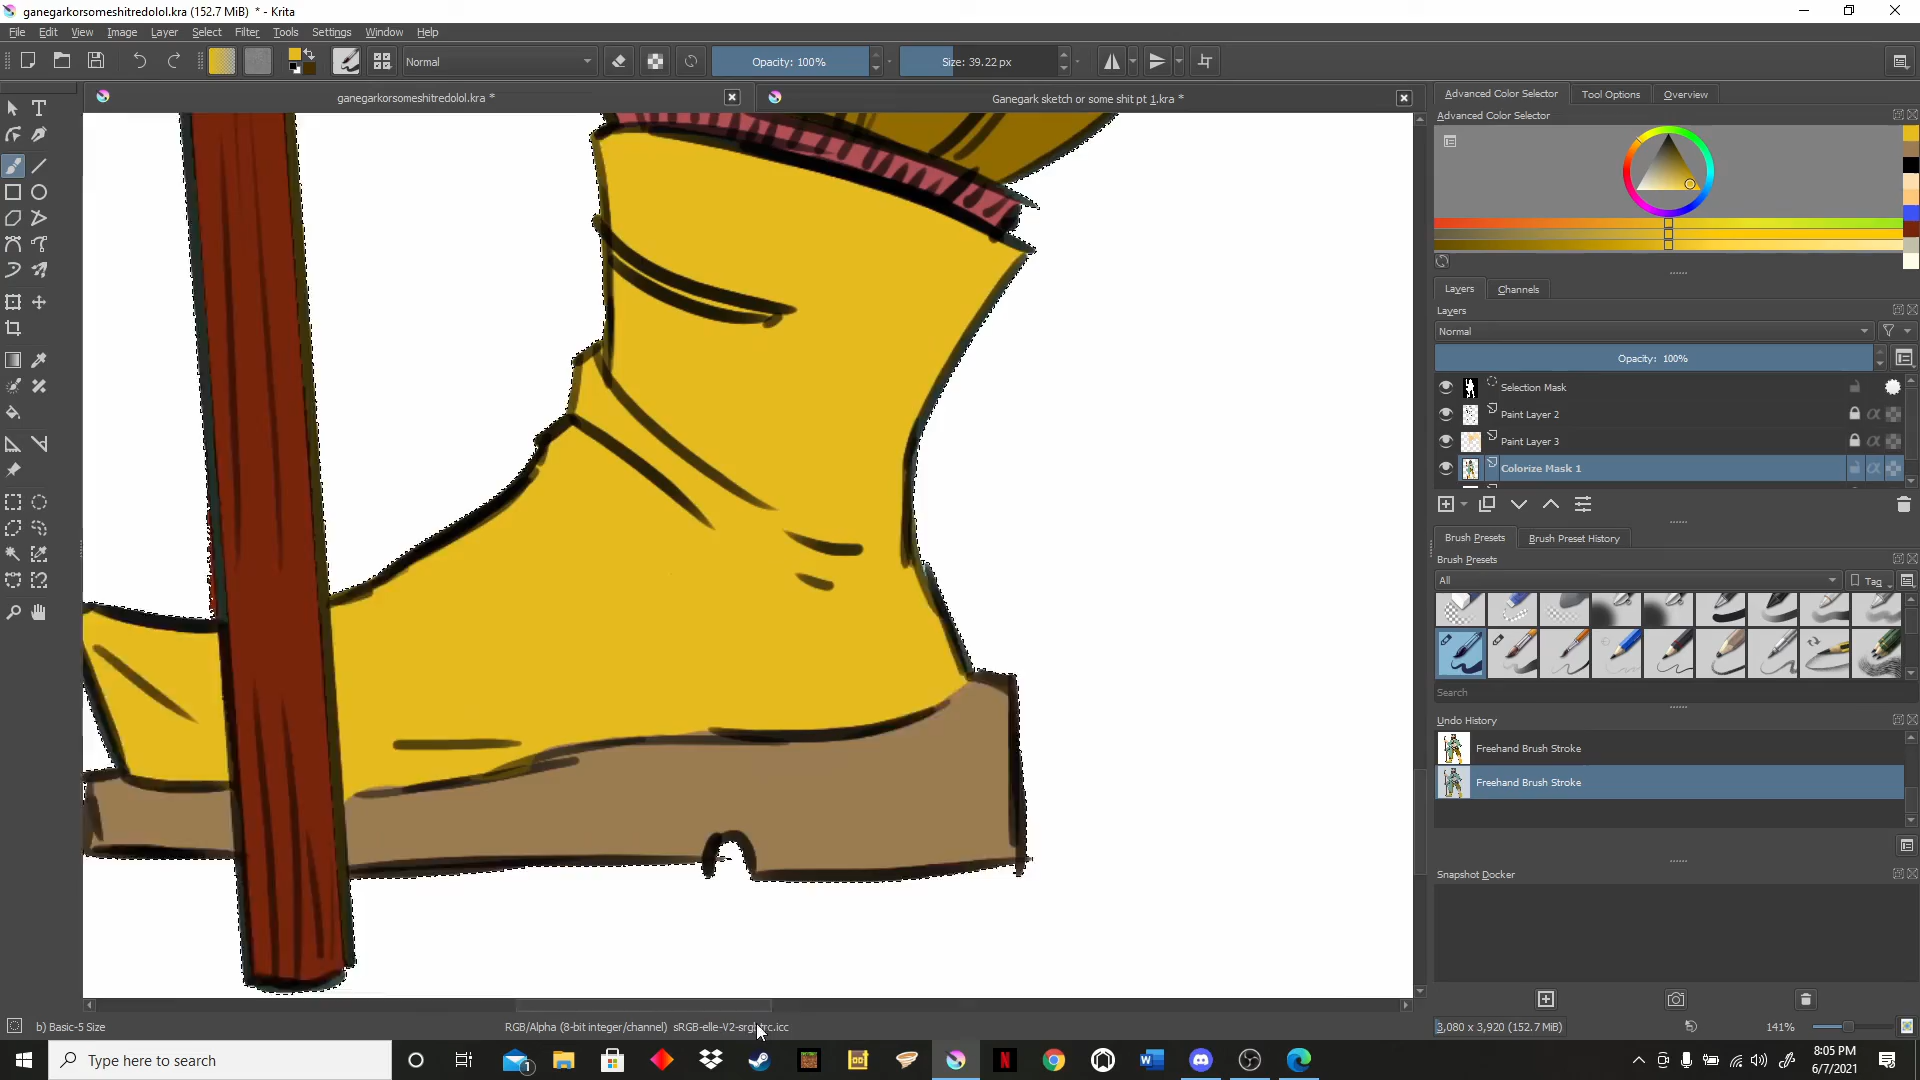 ganegarkorsomeshitredolol.kra (152.7 MiB) * - Krita
File Edit View Image Layer Select Filter Tools Settings Window Help
Normal Opacity: 100% Size: 39.22 px
ganegarkorsomeshitredolol.kra * Ganegark sketch or some shit pt 1.kra *
Advanced Color Selector Tool Options Overview
Advanced Color Selector
Layers Channels
Layers
Normal
Opacity: 100%
Selection Mask
Paint Layer 2
Paint Layer 3
Colorize Mask 1
Brush Presets Brush Preset History
Brush Presets
All Tag
Search
Undo History
Freehand Brush Stroke
Freehand Brush Stroke
Snapshot Docker
b) Basic-5 Size RGB/Alpha (8-bit integer/channel) sRGB-elle-V2-srgbtrc.icc 3,080 x 3,920 (152.7 MiB) 141%
Type here to search 1 8:05 PM
6/7/2021